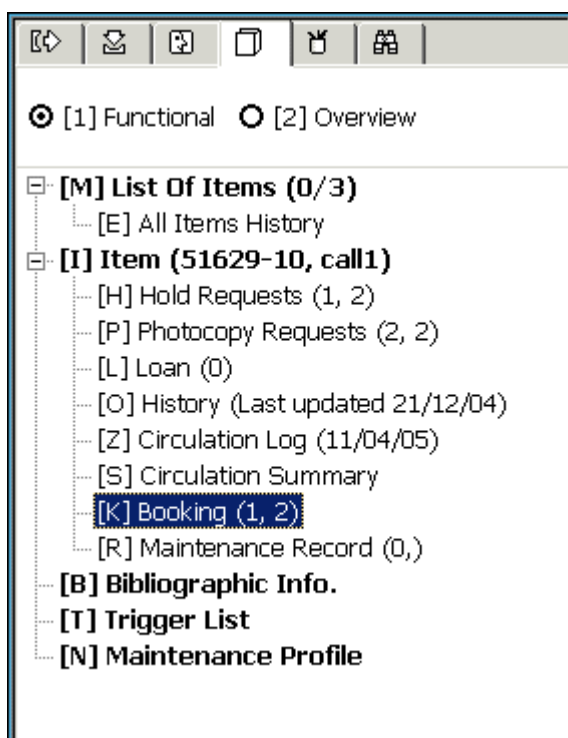 [1] Functional [2] Overview
[M] List Of Items (0/3)
[E] All Items History
[I] Item (51629-10, call1)
[H] Hold Requests (1, 2)
[P] Photocopy Requests (2, 2)
[L] Loan (0)
[O] History (Last updated 21/12/04)
[Z] Circulation Log (11/04/05)
[S] Circulation Summary
[K] Booking (1, 2)
[R] Maintenance Record (0,)
[B] Bibliographic Info.
[T] Trigger List
[N] Maintenance Profile